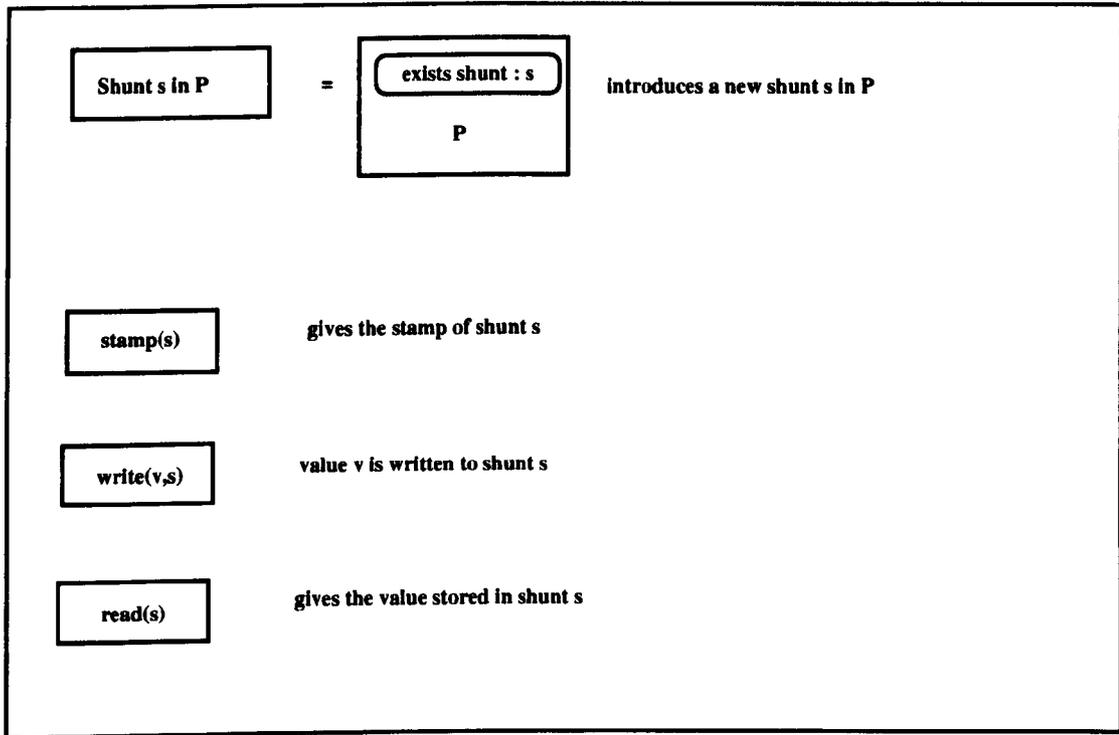 Shunt s in P = exists shunt : s introduces a new shunt s in P
P
stamp(s) gives the stamp of shunt s
write(v,s) value v is written to shunt s
read(s) gives the value stored in shunt s